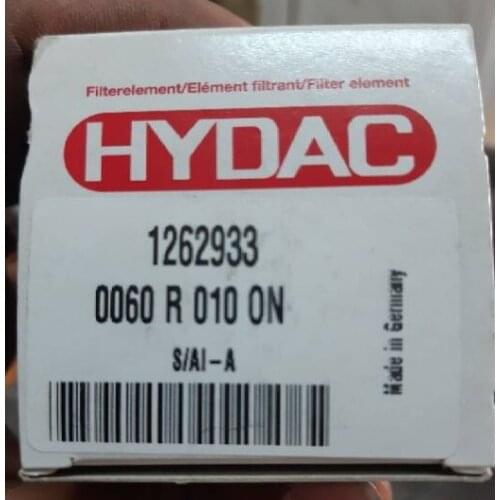 Filterelement/Elément filtrant/Filter element
HYDAC
1262933
0060 R 010 ON
S/AI-A
Made in Germany